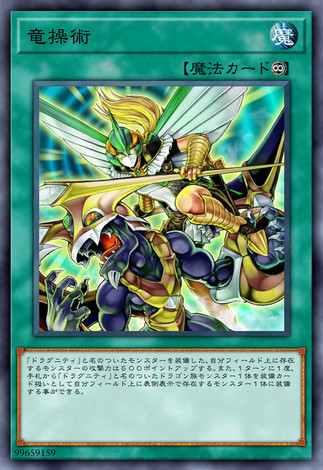 竜操術
魔
【魔法カード】
「ドラグニティ」と名のついたモンスターを装備した、自分フィールド上に存在
するモンスターの攻撃力は５００ポイントアップする。また、１ターンに１度、
手札から「ドラグニティ」と名のついたドラゴン族モンスター１体を装備カー
ド扱いとして自分フィールド上に表側表示で存在するモンスター１体に装備
する事ができる。
99659159